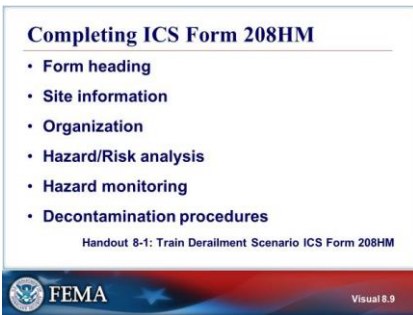 Completing ICS Form 208HM
• Form heading
• Site information
• Organization
• Hazard/Risk analysis
• Hazard monitoring
• Decontamination procedures
Handout 8-1: Train Derailment Scenario ICS Form 208HM
FEMA
Visual 8.9